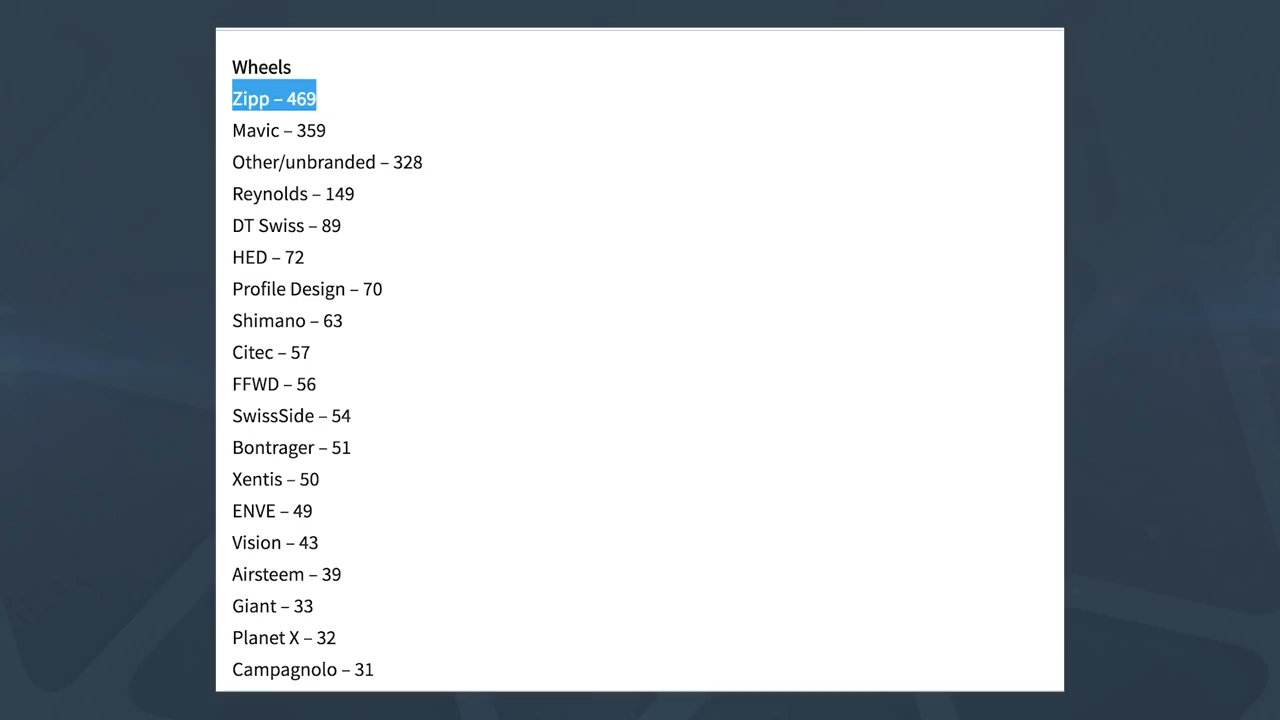 Wheels
Zipp – 469
Mavic – 359
Other/unbranded – 328
Reynolds – 149
DT Swiss – 89
HED – 72
Profile Design – 70
Shimano – 63
Citec – 57
FFWD – 56
SwissSide – 54
Bontrager – 51
Xentis – 50
ENVE – 49
Vision – 43
Airsteem – 39
Giant – 33
Planet X – 32
Campagnolo – 31